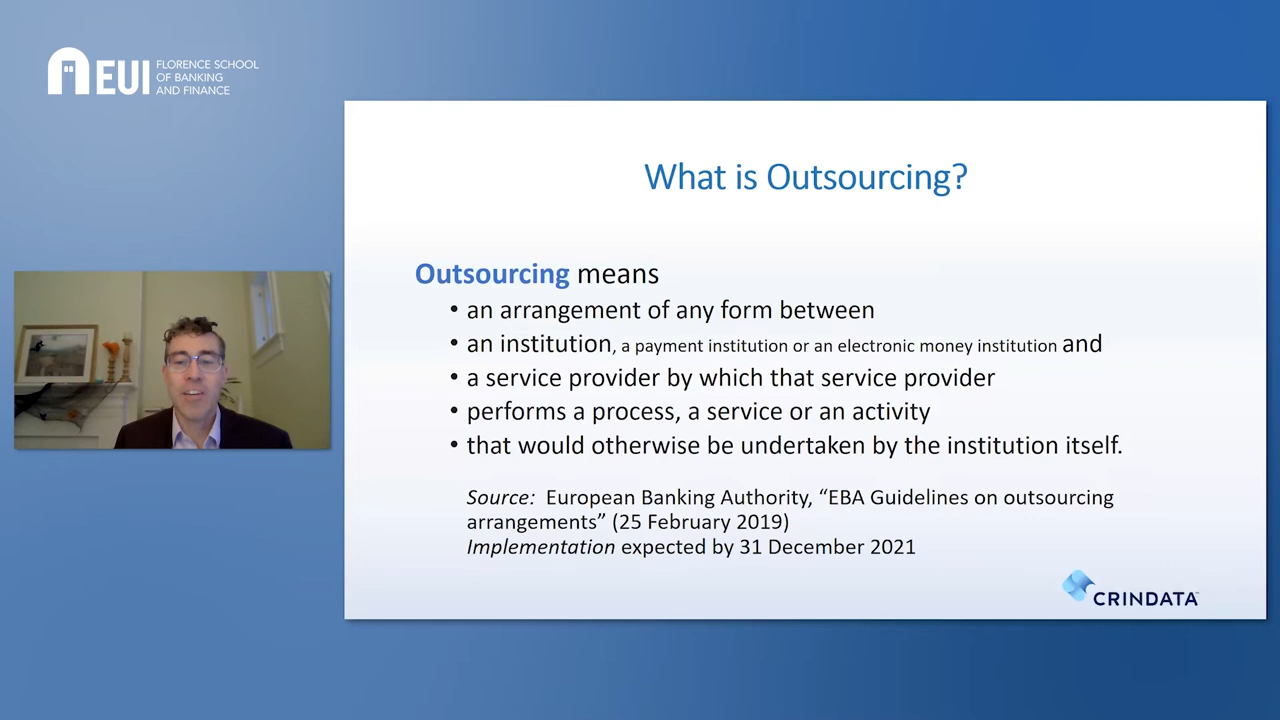 EUI
FLORENCE SCHOOL
OF BANKING
AND FINANCE
What is Outsourcing?
Outsourcing means
• an arrangement of any form between
• an institution, a payment institution or an electronic money institution and
• a service provider by which that service provider
• performs a process, a service or an activity
• that would otherwise be undertaken by the institution itself.
Source: European Banking Authority, “EBA Guidelines on outsourcing
arrangements” (25 February 2019)
Implementation expected by 31 December 2021
CRINDATA